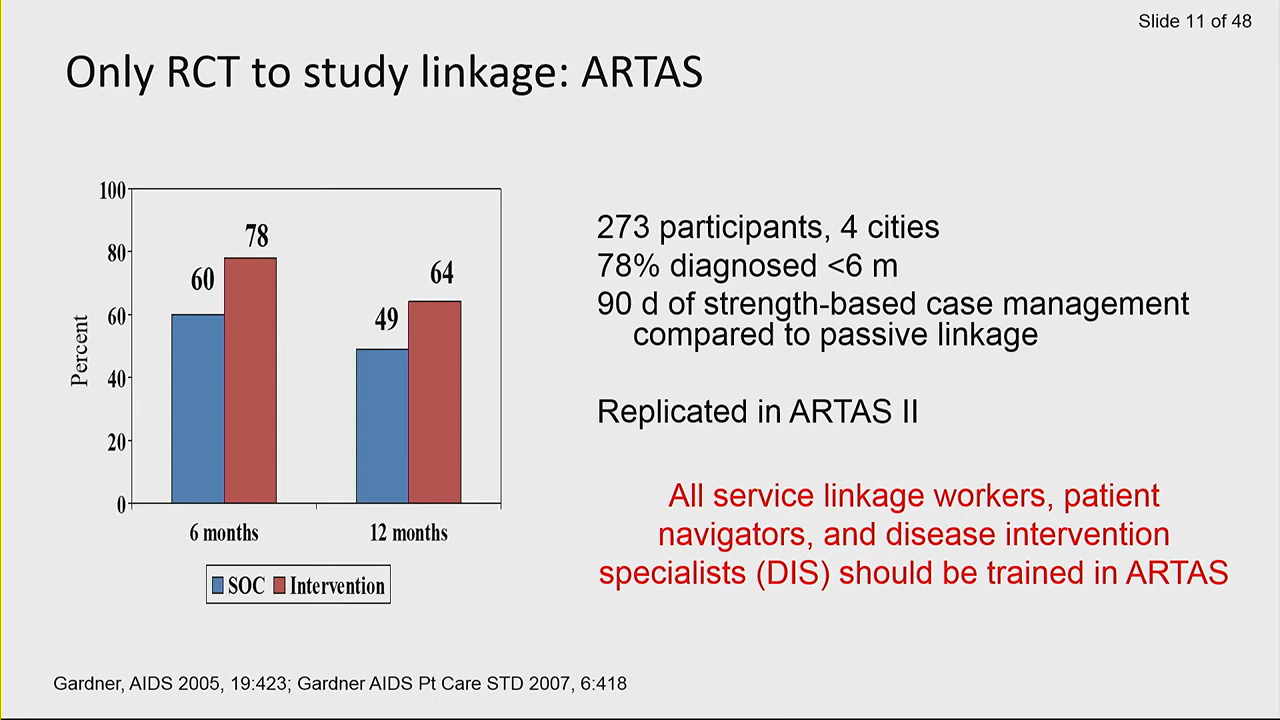 Slide 11 of 48
Only RCT to study linkage: ARTAS
100
80
60
40
20
0
Percent
60
78
49
64
6 months
12 months
SOC
Intervention
273 participants, 4 cities
78% diagnosed <6 m
90 d of strength-based case management
compared to passive linkage
Replicated in ARTAS II
All service linkage workers, patient
navigators, and disease intervention
specialists (DIS) should be trained in ARTAS
Gardner, AIDS 2005, 19:423; Gardner AIDS Pt Care STD 2007, 6:418